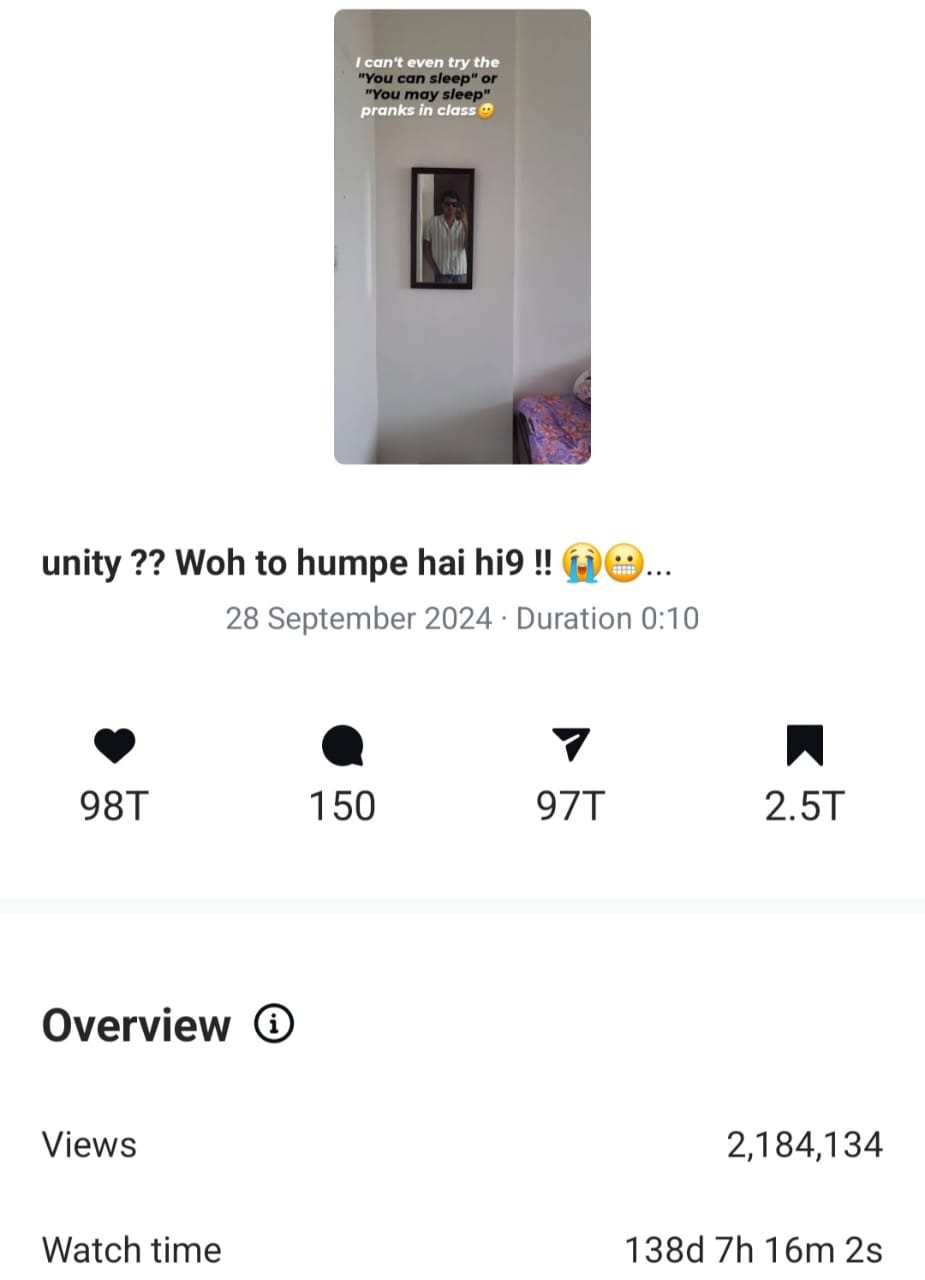 I can't even try the
"You can sleep" or
"You may sleep"
pranks in class🙂
unity ?? Woh to humpe hai hi9 !! 😭😬...
28 September 2024 · Duration 0:10
98T 150 97T 2.5T
Overview
Views 2,184,134
Watch time 138d 7h 16m 2s